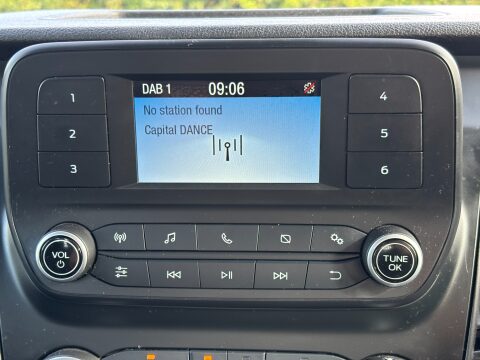 DAB 1 09:06
No station found
Capital DANCE
1
2
3
4
5
6
VOL
TUNE
OK